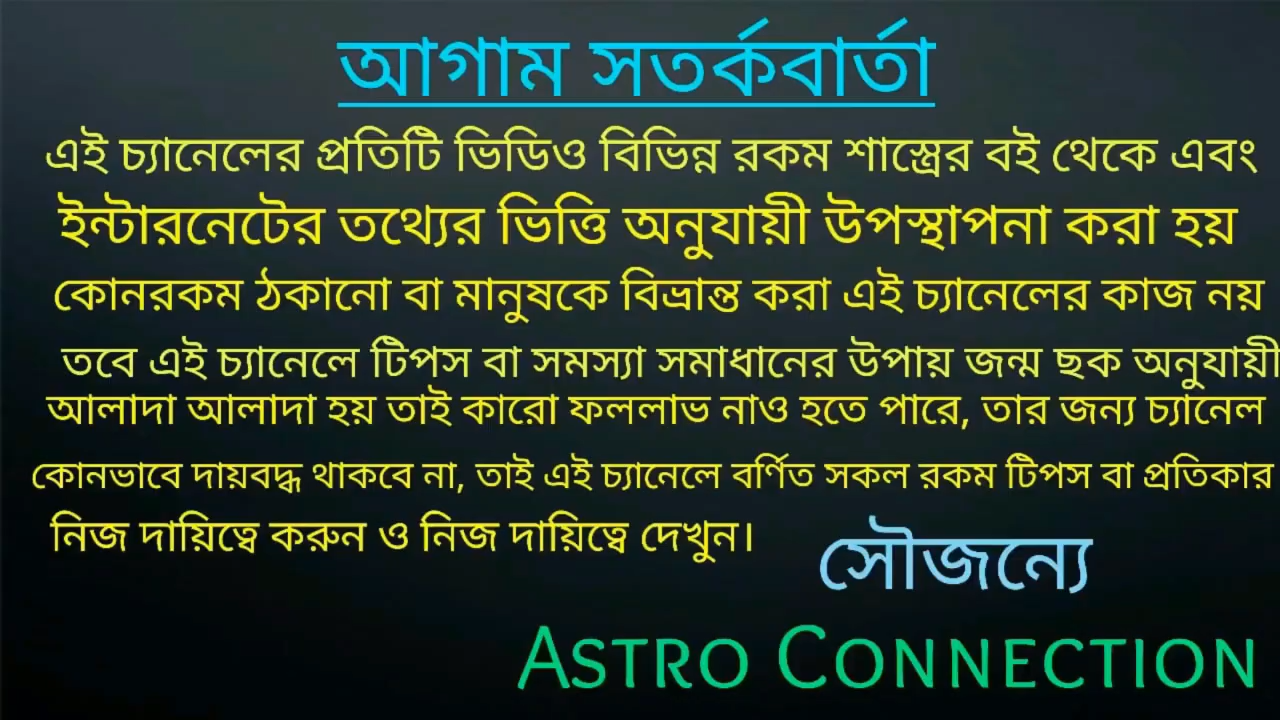 আগাম সতর্কবার্তা
এই চ্যানেলের প্রতিটি ভিডিও বিভিন্ন রকম শাস্ত্রের বই থেকে এবং
ইন্টারনেটের তথ্যের ভিত্তি অনুযায়ী উপস্থাপনা করা হয়
কোনরকম ঠকানো বা মানুষকে বিভ্রান্ত করা এই চ্যানেলের কাজ নয়
তবে এই চ্যানেলে টিপস বা সমস্যা সমাধানের উপায় জন্ম ছক অনুযায়ী
আলাদা আলাদা হয় তাই কারো ফললাভ নাও হতে পারে, তার জন্য চ্যানেল
কোনভাবে দায়বদ্ধ থাকবে না, তাই এই চ্যানেলে বর্ণিত সকল রকম টিপস বা প্রতিকার
নিজ দায়িত্বে করুন ও নিজ দায়িত্বে দেখুন।
সৌজন্যে
ASTRO CONNECTION